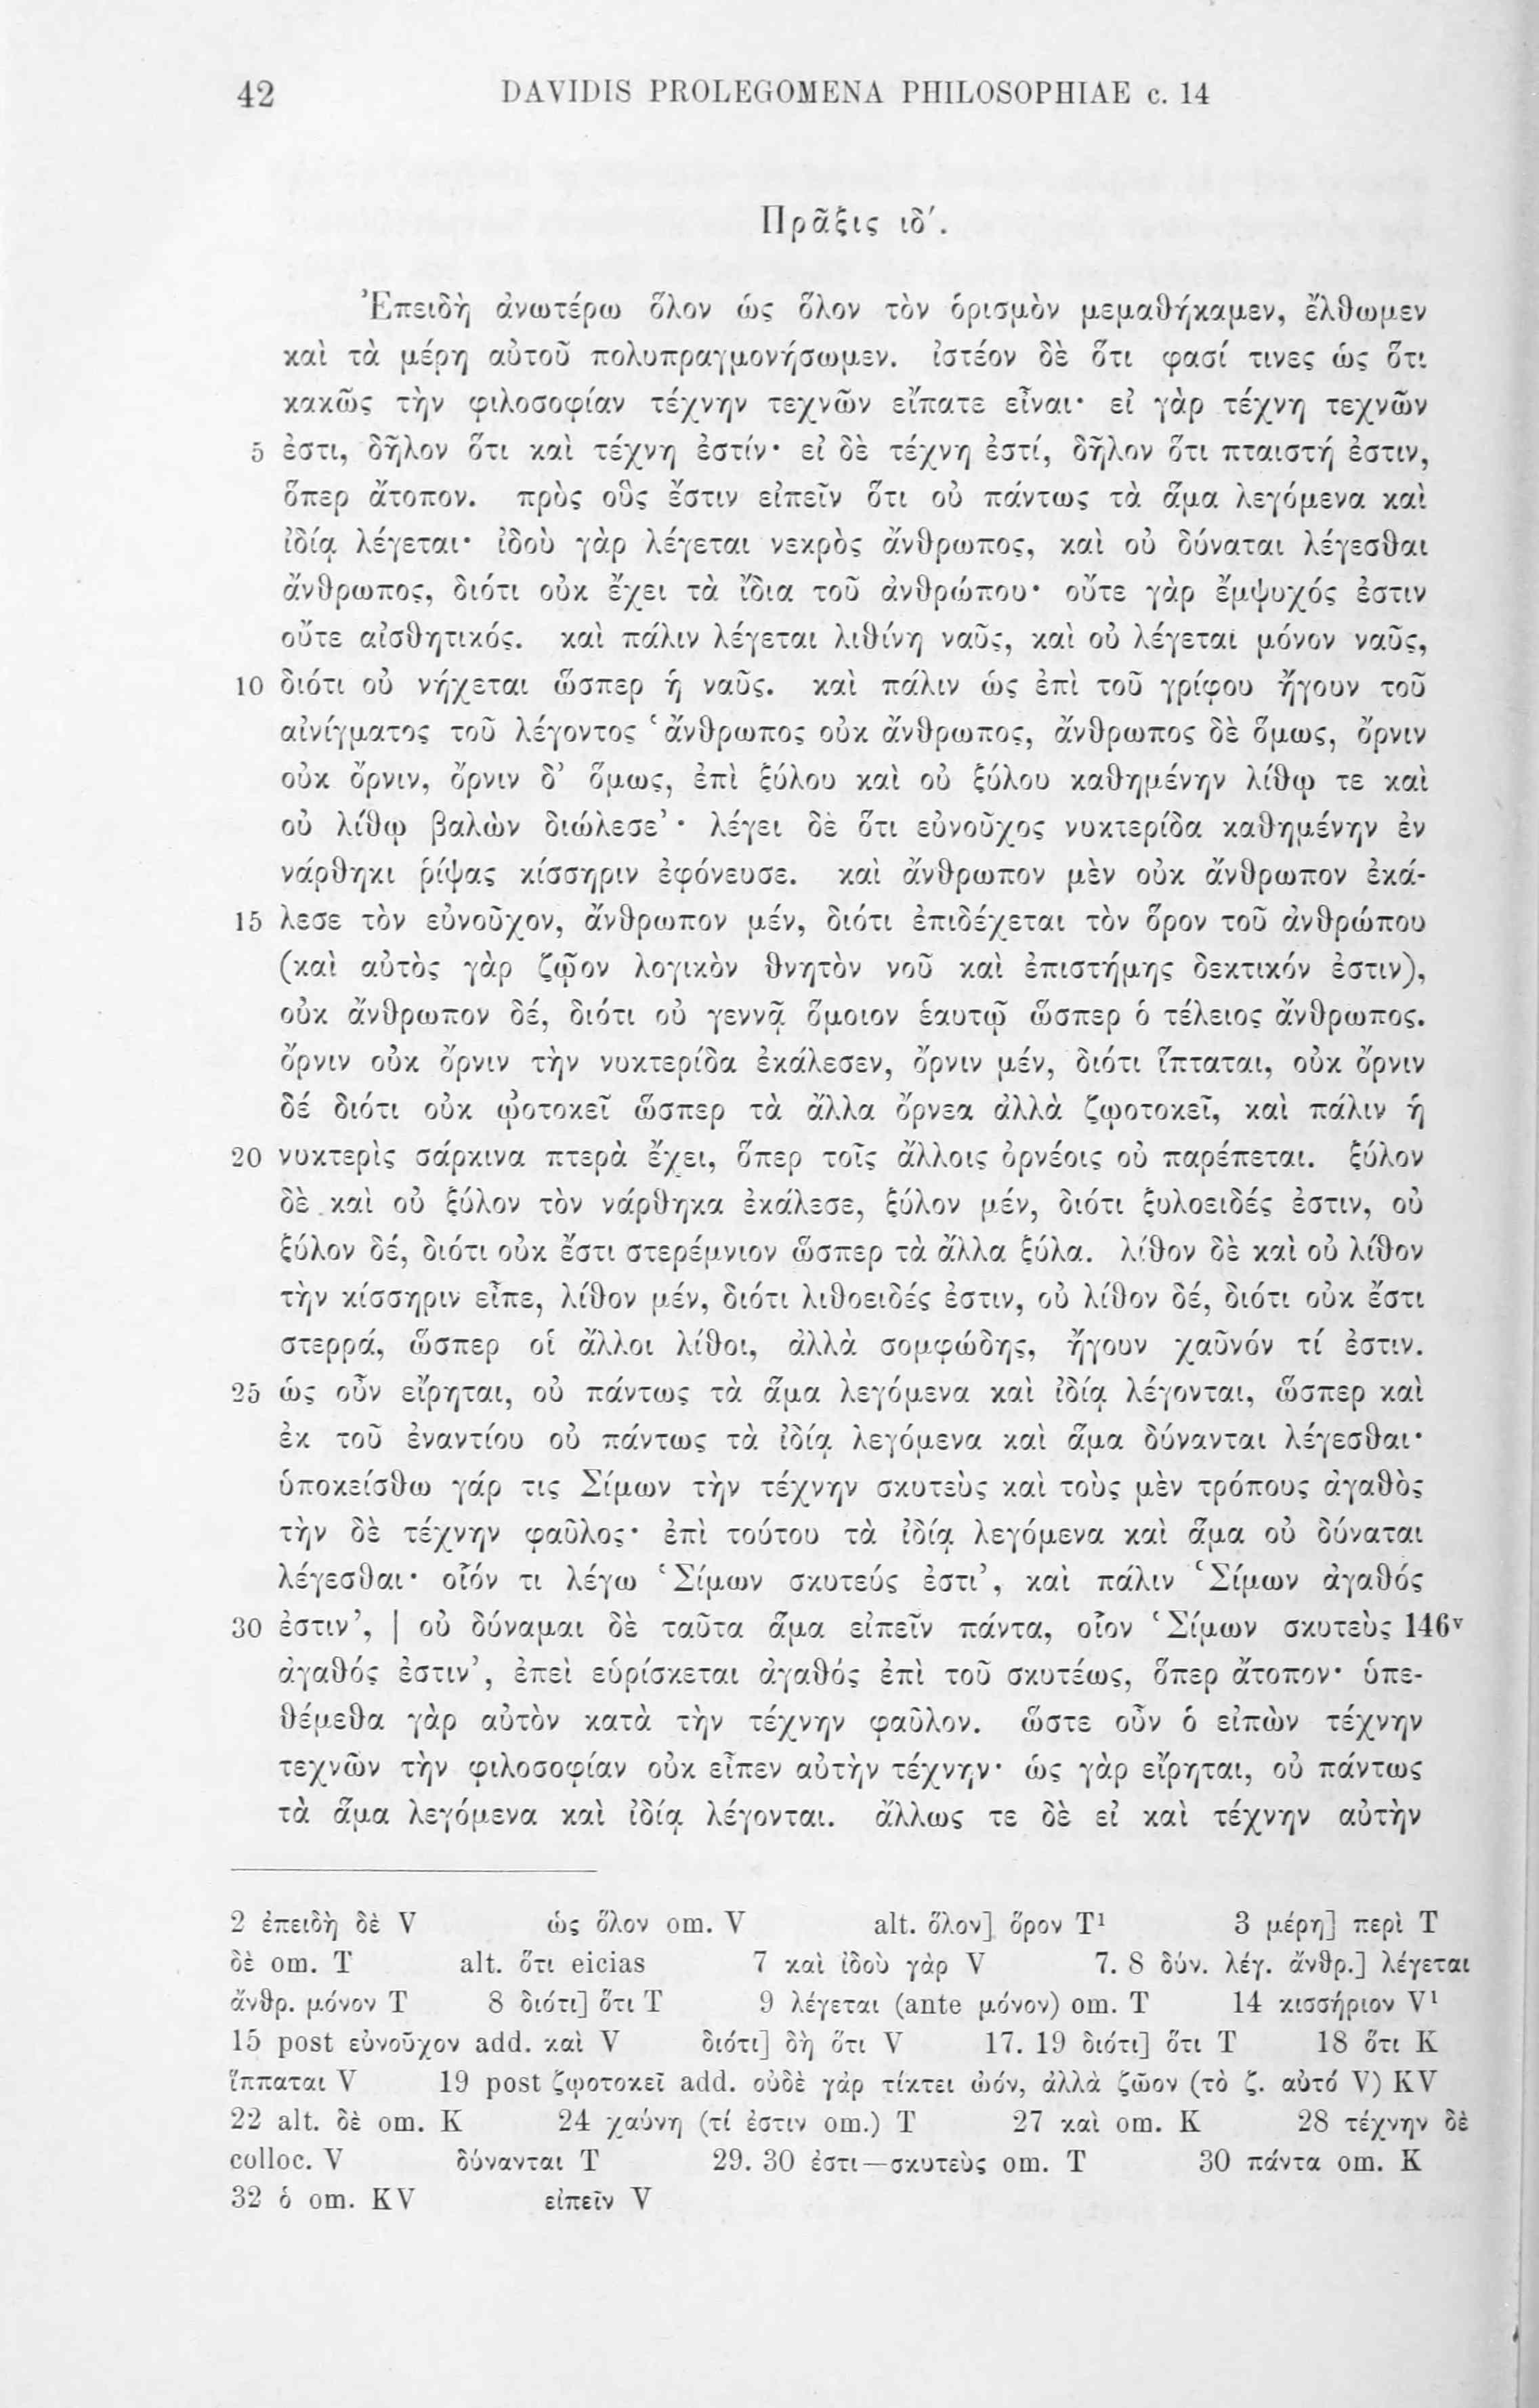 42 DAVIDIS PROLEGOMENA PHILOSOPHIAE c. 14
Πρᾶξις ιδ′.
Ἐπειδὴ ἀνωτέρω ὅλον ὡς ὅλον τὸν ὁρισμὸν μεμαθήκαμεν, ἔλθωμεν
καὶ τὰ μέρη αὐτοῦ πολυπραγμονήσωμεν. ἰστέον δὲ ὅτι φασί τινες ὡς ὅτι
κακῶς τὴν φιλοσοφίαν τέχνην τεχνῶν εἴπατε εἶναι· εἰ γὰρ τέχνη τεχνῶν
5 ἐστι, δῆλον ὅτι καὶ τέχνη ἐστίν· εἰ δὲ τέχνη ἐστί, δῆλον ὅτι πταιστή ἐστιν,
ὅπερ ἄτοπον. πρὸς οὓς ἔστιν εἰπεῖν ὅτι οὐ πάντως τὰ ἅμα λεγόμενα καὶ
ἰδίᾳ λέγεται· ἰδοὺ γὰρ λέγεται νεκρὸς ἄνθρωπος, καὶ οὐ δύναται λέγεσθαι
ἄνθρωπος, διότι οὐκ ἔχει τὰ ἴδια τοῦ ἀνθρώπου· οὔτε γὰρ ἔμψυχός ἐστιν
οὔτε αἰσθητικός. καὶ πάλιν λέγεται λιθίνη ναῦς, καὶ οὐ λέγεται μόνον ναῦς,
10 διότι οὐ νήχεται ὥσπερ ἡ ναῦς. καὶ πάλιν ὡς ἐπὶ τοῦ γρίφου ἤγουν τοῦ
αἰνίγματος τοῦ λέγοντος ‘ἄνθρωπος οὐκ ἄνθρωπος, ἄνθρωπος δὲ ὅμως, ὄρνιν
οὐκ ὄρνιν, ὄρνιν δ’ ὅμως, ἐπὶ ξύλου καὶ οὐ ξύλου καθημένην λίθῳ τε καὶ
οὐ λίθῳ βαλὼν διώλεσε’· λέγει δὲ ὅτι εὐνοῦχος νυκτερίδα καθημένην ἐν
νάρθηκι ῥίψας κίσσηριν ἐφόνευσε. καὶ ἄνθρωπον μὲν οὐκ ἄνθρωπον ἐκά-
15 λεσε τὸν εὐνοῦχον, ἄνθρωπον μέν, διότι ἐπιδέχεται τὸν ὅρον τοῦ ἀνθρώπου
(καὶ αὐτὸς γὰρ ζῷον λογικὸν θνητὸν νοῦ καὶ ἐπιστήμης δεκτικόν ἐστιν),
οὐκ ἄνθρωπον δέ, διότι οὐ γεννᾷ ὅμοιον ἑαυτῷ ὥσπερ ὁ τέλειος ἄνθρωπος.
ὄρνιν οὐκ ὄρνιν τὴν νυκτερίδα ἐκάλεσεν, ὄρνιν μέν, διότι ἵπταται, οὐκ ὄρνιν
δέ διότι οὐκ ᾠοτοκεῖ ὥσπερ τὰ ἄλλα ὄρνεα ἀλλὰ ζῳοτοκεῖ, καὶ πάλιν ἡ
20 νυκτερὶς σάρκινα πτερὰ ἔχει, ὅπερ τοῖς ἄλλοις ὀρνέοις οὐ παρέπεται. ξύλον
δὲ καὶ οὐ ξύλον τὸν νάρθηκα ἐκάλεσε, ξύλον μέν, διότι ξυλοειδές ἐστιν, οὐ
ξύλον δέ, διότι οὐκ ἔστι στερέμνιον ὥσπερ τὰ ἄλλα ξύλα. λίθον δὲ καὶ οὐ λίθον
τὴν κίσσηριν εἶπε, λίθον μέν, διότι λιθοειδές ἐστιν, οὐ λίθον δέ, διότι οὐκ ἔστι
στερρά, ὥσπερ οἱ ἄλλοι λίθοι, ἀλλὰ σομφώδης, ἤγουν χαῦνόν τί ἐστιν.
25 ὡς οὖν εἴρηται, οὐ πάντως τὰ ἅμα λεγόμενα καὶ ἰδίᾳ λέγονται, ὥσπερ καὶ
ἐκ τοῦ ἐναντίου οὐ πάντως τὰ ἰδίᾳ λεγόμενα καὶ ἅμα δύνανται λέγεσθαι·
ὑποκείσθω γάρ τις Σίμων τὴν τέχνην σκυτεὺς καὶ τοὺς μὲν τρόπους ἀγαθὸς
τὴν δὲ τέχνην φαῦλος· ἐπὶ τούτου τὰ ἰδίᾳ λεγόμενα καὶ ἅμα οὐ δύναται
λέγεσθαι· οἷόν τι λέγω ‘Σίμων σκυτεύς ἐστι’, καὶ πάλιν ‘Σίμων ἀγαθός
30 ἐστιν’, | οὐ δύναμαι δὲ ταῦτα ἅμα εἰπεῖν πάντα, οἷον ‘Σίμων σκυτεὺς 146ᵛ
ἀγαθός ἐστιν’, ἐπεὶ εὑρίσκεται ἀγαθός ἐπὶ τοῦ σκυτέως, ὅπερ ἄτοπον· ὑπε-
θέμεθα γὰρ αὐτὸν κατὰ τὴν τέχνην φαῦλον. ὥστε οὖν ὁ εἰπὼν τέχνην
τεχνῶν τὴν φιλοσοφίαν οὐκ εἶπεν αὐτὴν τέχνην· ὡς γὰρ εἴρηται, οὐ πάντως
τὰ ἅμα λεγόμενα καὶ ἰδίᾳ λέγονται. ἄλλως τε δὲ εἰ καὶ τέχνην αὐτὴν
2 ἐπειδὴ δὲ V ὡς ὅλον om. V alt. ὅλον] ὅρον T¹ 3 μέρη] περὶ T
δὲ om. T alt. ὅτι eicias 7 καὶ ἰδοὺ γὰρ V 7. 8 δύν. λέγ. ἄνθρ.] λέγεται
ἄνθρ. μόνον T 8 διότι] ὅτι T 9 λέγεται (ante μόνον) om. T 14 κισσήριον V¹
15 post εὐνοῦχον add. καὶ V διότι] δὴ ὅτι V 17. 19 διότι] ὅτι T 18 ὅτι K
ἵππαται V 19 post ζῳοτοκεῖ add. οὐδὲ γὰρ τίκτει ὠόν, ἀλλὰ ζῶον (τὸ ζ. αὐτό V) KV
22 alt. δὲ om. K 24 χαύνη (τί ἐστιν om.) T 27 καὶ om. K 28 τέχνην δὲ
colloc. V δύνανται T 29. 30 ἐστι—σκυτεὺς om. T 30 πάντα om. K
32 ὁ om. KV εἰπεῖν V